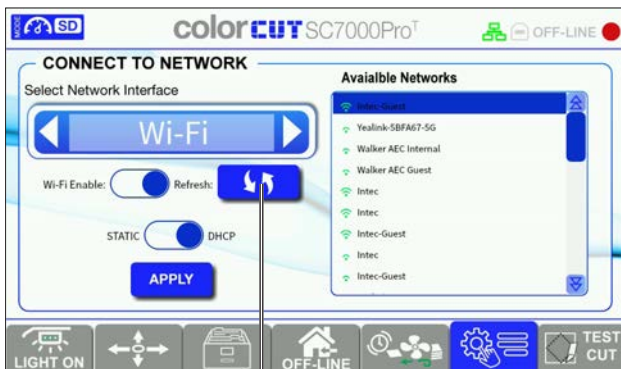 MODE
SD
colorCUT SC7000ProT
OFF-LINE
CONNECT TO NETWORK
Select Network Interface
Wi-Fi
Wi-Fi Enable:
Refresh:
STATIC
DHCP
APPLY
Avaialble Networks
Intec-Guest
Yealink-SBFA67-5G
Walker AEC Internal
Walker AEC Guest
Intec
Intec
Intec-Guest
Intec
Intec-Guest
LIGHT ON
OFF-LINE
TEST
CUT